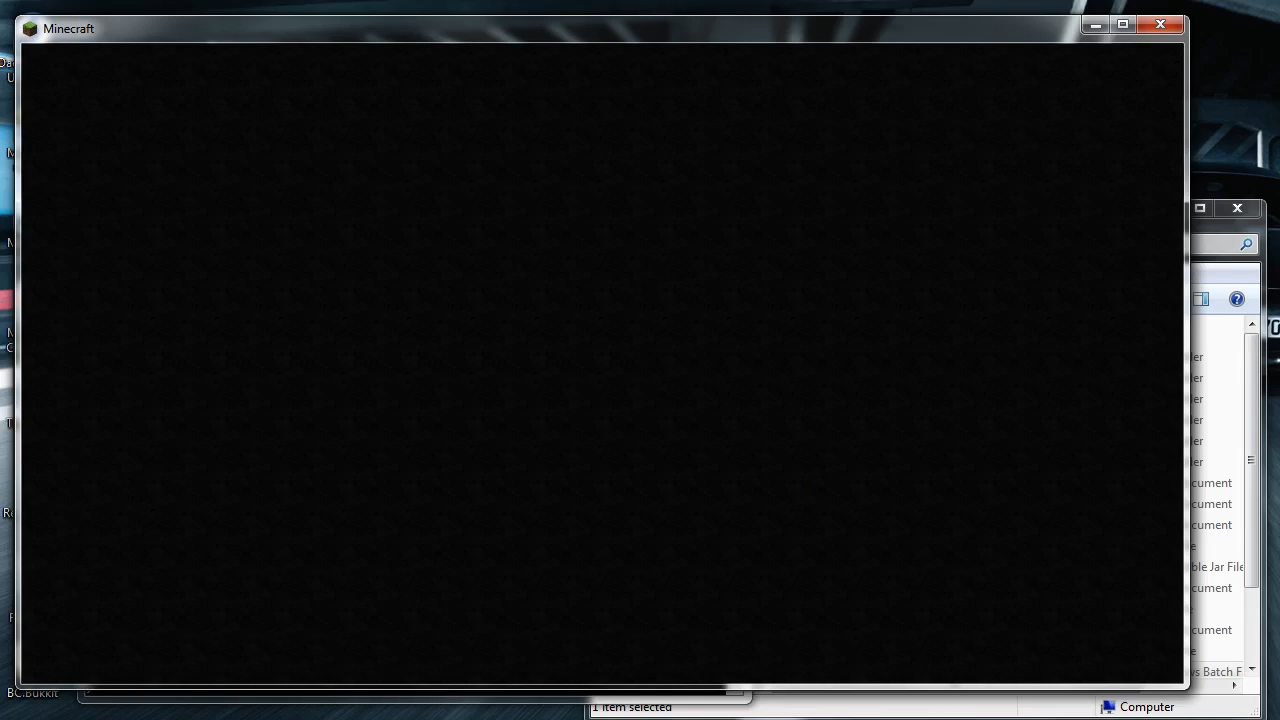 Minecraft
ler
ler
ler
ler
ler
ler
cument
cument
cument
e
ble Jar File
cument
cument
e
vs Batch F
BC.Bukkit
1 item selected
Computer